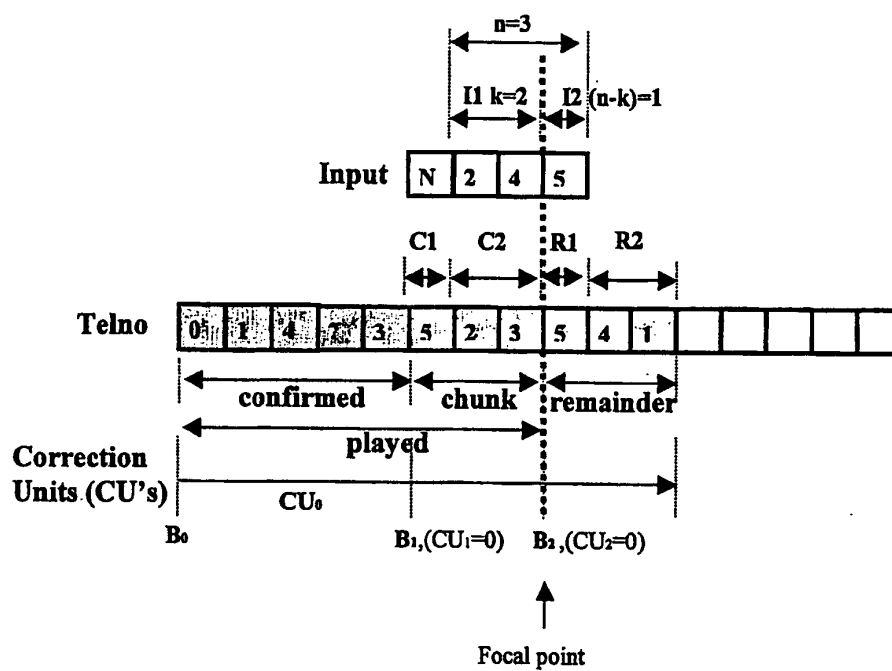 n=3
I1 k=2 I2 (n-k)=1
Input N 2 4 5
C1 C2 R1 R2
Telno 0 1 4 7 3 5 2 3 5 4 1
confirmed chunk remainder
played
Correction
Units (CU's)
CU₀
B₀ B₁,(CU₁=0) B₂,(CU₂=0)
Focal point